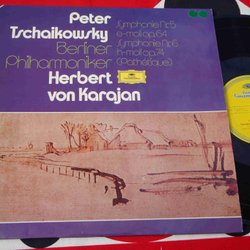 Peter
Tschaikowsky
Berliner
Philharmoniker
Herbert
von Karajan
Symphonie Nr.5
e-moll op.64
Symphonie Nr.6
h-moll op.74
(Pathétique)